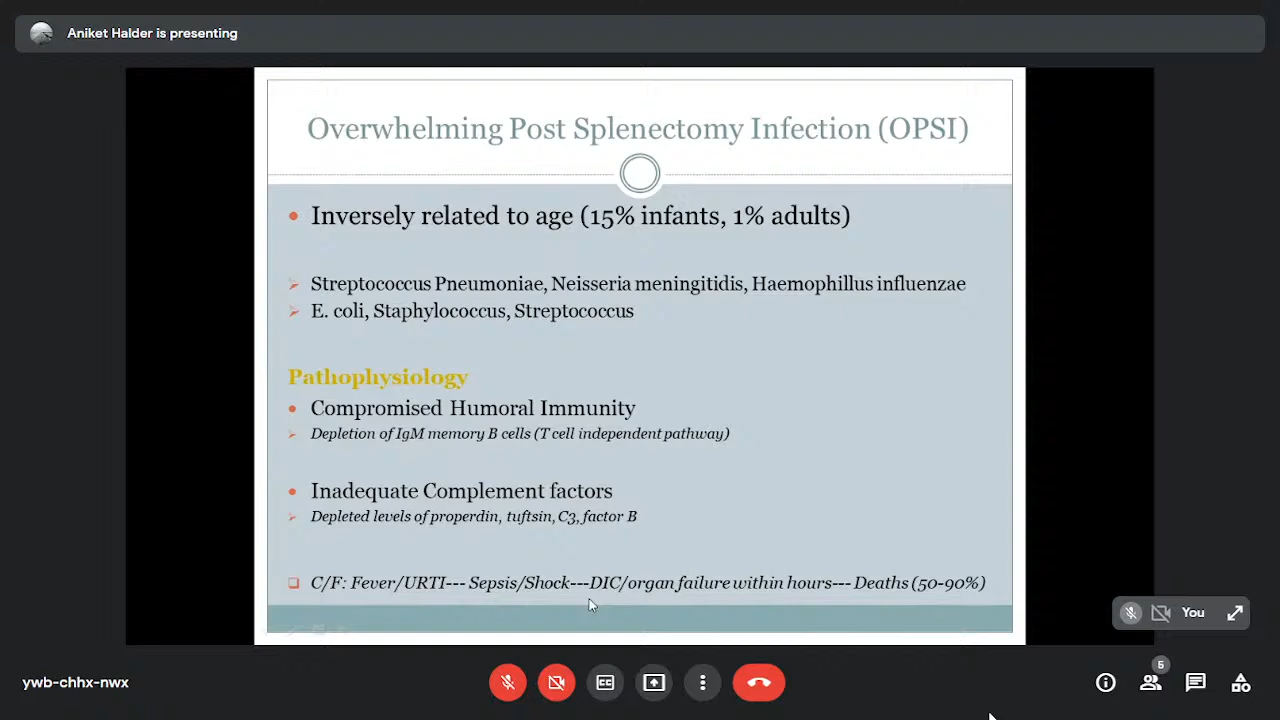 Aniket Halder is presenting
Overwhelming Post Splenectomy Infection (OPSI)
Inversely related to age (15% infants, 1% adults)
Streptococcus Pneumoniae, Neisseria meningitidis, Haemophillus influenzae
E. coli, Staphylococcus, Streptococcus
Pathophysiology
Compromised Humoral Immunity
Depletion of IgM memory B cells (T cell independent pathway)
Inadequate Complement factors
Depleted levels of properdin, tuftsin, C3, factor B
C/F: Fever/URTI--- Sepsis/Shock---DIC/organ failure within hours--- Deaths (50-90%)
You
5
ywb-chhx-nwx
CC